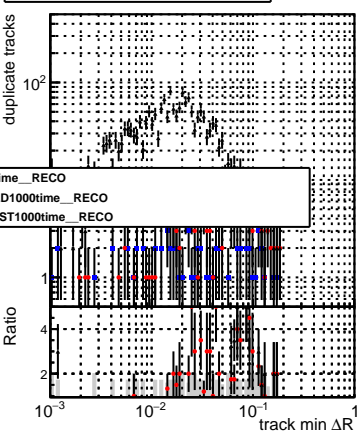 duplicate tracks
10²
ime__RECO
D1000time__RECO
ST1000time__RECO
1
Ratio
4
2
10⁻³
10⁻²
10⁻¹
1
track min ΔR